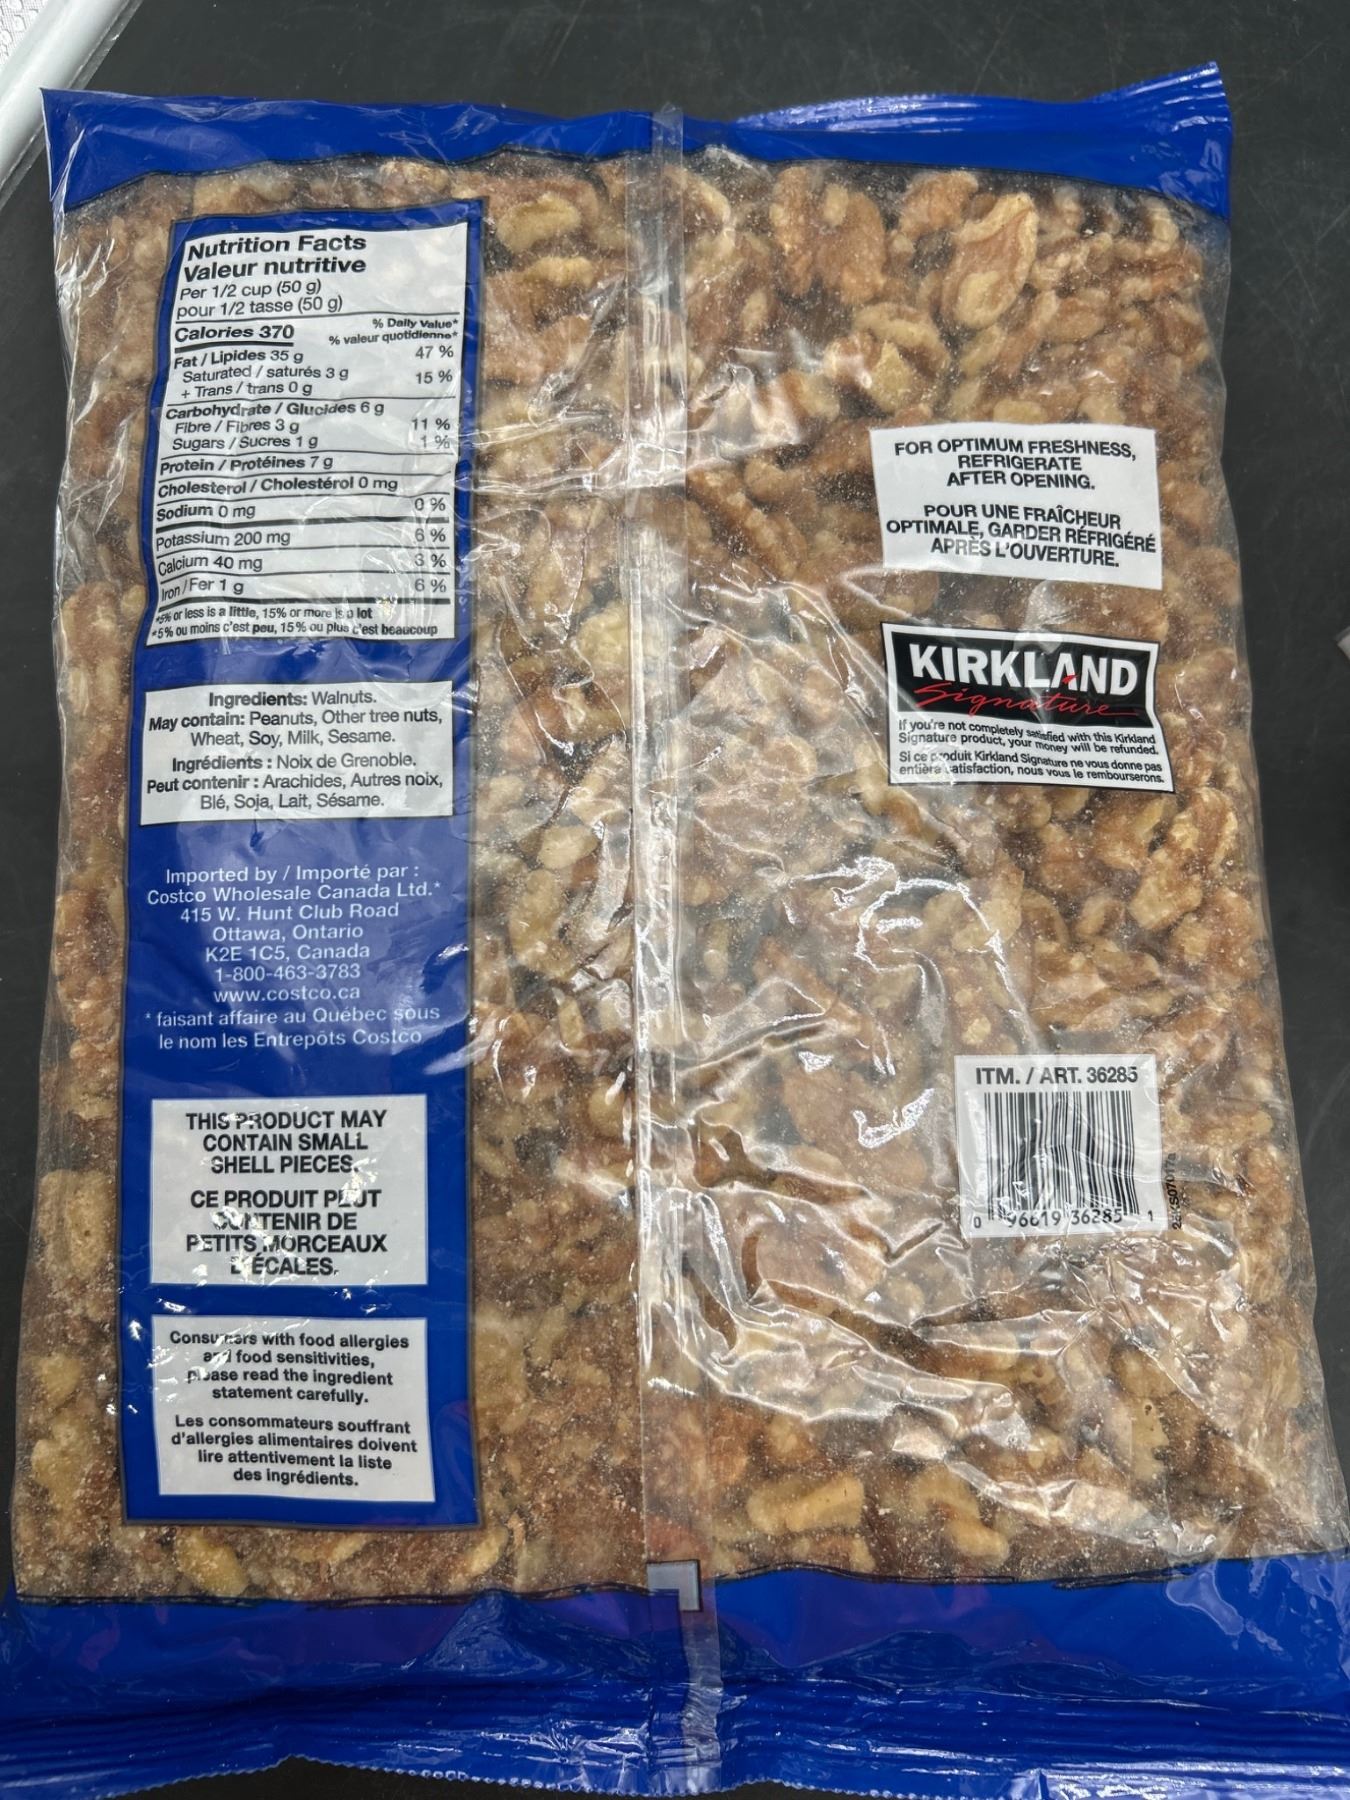 Nutrition Facts
Valeur nutritive
Per 1/2 cup (50 g)
pour 1/2 tasse (50 g)
Calories 370
% Daily Value*
% valeur quotidienne*
Fat / Lipides 35 g 47 %
Saturated / saturés 3 g
+ Trans / trans 0 g 15 %
Carbohydrate / Glucides 6 g
Fibre / Fibres 3 g 11 %
Sugars / Sucres 1 g 1 %
Protein / Protéines 7 g
Cholesterol / Cholestérol 0 mg
Sodium 0 mg 0 %
Potassium 200 mg 6 %
Calcium 40 mg 3 %
Iron / Fer 1 g 6 %
*5% or less is a little, 15% or more is a lot
*5% ou moins c'est peu, 15 % ou plus c'est beaucoup
Ingredients: Walnuts.
May contain: Peanuts, Other tree nuts,
Wheat, Soy, Milk, Sesame.
Ingrédients : Noix de Grenoble.
Peut contenir : Arachides, Autres noix,
Blé, Soja, Lait, Sésame.
Imported by / Importé par :
Costco Wholesale Canada Ltd.*
415 W. Hunt Club Road
Ottawa, Ontario
K2E 1C5, Canada
1-800-463-3783
www.costco.ca
* faisant affaire au Québec sous
le nom les Entrepôts Costco
THIS PRODUCT MAY
CONTAIN SMALL
SHELL PIECES.
CE PRODUIT PEUT
CONTENIR DE
PETITS MORCEAUX
D'ÉCALES.
Consumers with food allergies
and food sensitivities,
please read the ingredient
statement carefully.
Les consommateurs souffrant
d'allergies alimentaires doivent
lire attentivement la liste
des ingrédients.
FOR OPTIMUM FRESHNESS,
REFRIGERATE
AFTER OPENING.
POUR UNE FRAÎCHEUR
OPTIMALE, GARDER RÉFRIGÉRÉ
APRÈS L'OUVERTURE.
KIRKLAND
Signature
If you're not completely satisfied with this Kirkland
Signature product, your money will be refunded.
Si ce produit Kirkland Signature ne vous donne pas
entière satisfaction, nous vous le rembourserons.
ITM. / ART. 36285
0 96619 36285 1